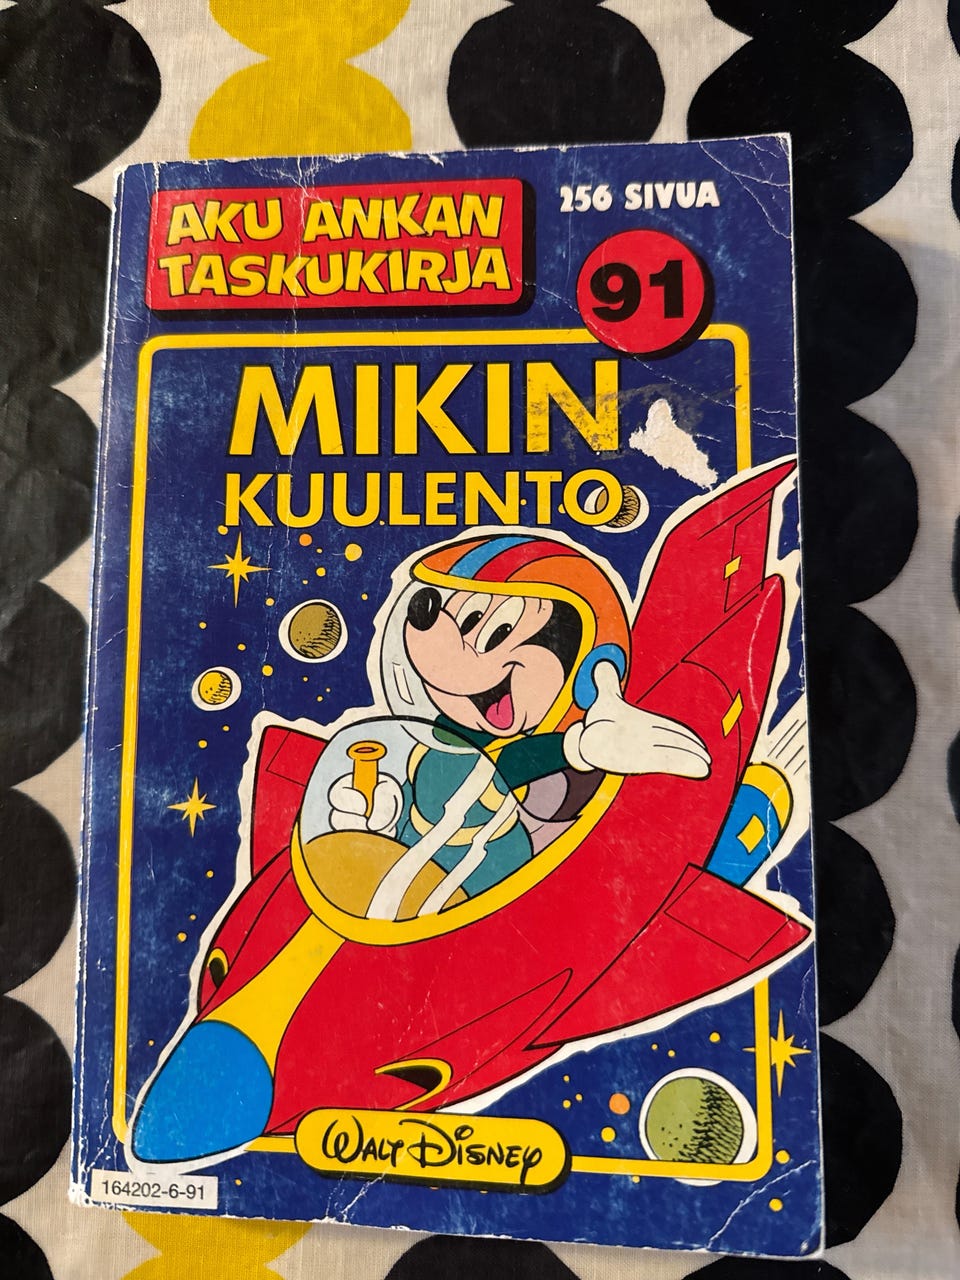 AKU ANKAN
TASKUKIRJA
256 SIVUA
91
MIKIN
KUULENTO
WALT DISNEY
164202-6-91